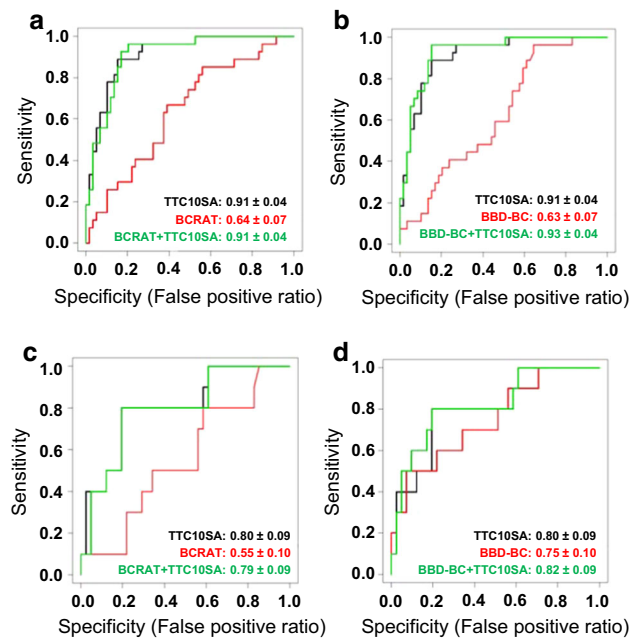 a
Sensitivity
1.0
0.8
0.6
0.4
0.2
0.0
TTC10SA: 0.91 ± 0.04
BCRAT: 0.64 ± 0.07
BCRAT+TTC10SA: 0.91 ± 0.04
0.0 0.2 0.4 0.6 0.8 1.0
Specificity (False positive ratio)
b
Sensitivity
1.0
0.8
0.6
0.4
0.2
0.0
TTC10SA: 0.91 ± 0.04
BBD-BC: 0.63 ± 0.07
BBD-BC+TTC10SA: 0.93 ± 0.04
0.0 0.2 0.4 0.6 0.8 1.0
Specificity (False positive ratio)
c
Sensitivity
1.0
0.8
0.6
0.4
0.2
0.0
TTC10SA: 0.80 ± 0.09
BCRAT: 0.55 ± 0.10
BCRAT+TTC10SA: 0.79 ± 0.09
0.0 0.2 0.4 0.6 0.8 1.0
Specificity (False positive ratio)
d
Sensitivity
1.0
0.8
0.6
0.4
0.2
0.0
TTC10SA: 0.80 ± 0.09
BBD-BC: 0.75 ± 0.10
BBD-BC+TTC10SA: 0.82 ± 0.09
0.0 0.2 0.4 0.6 0.8 1.0
Specificity (False positive ratio)